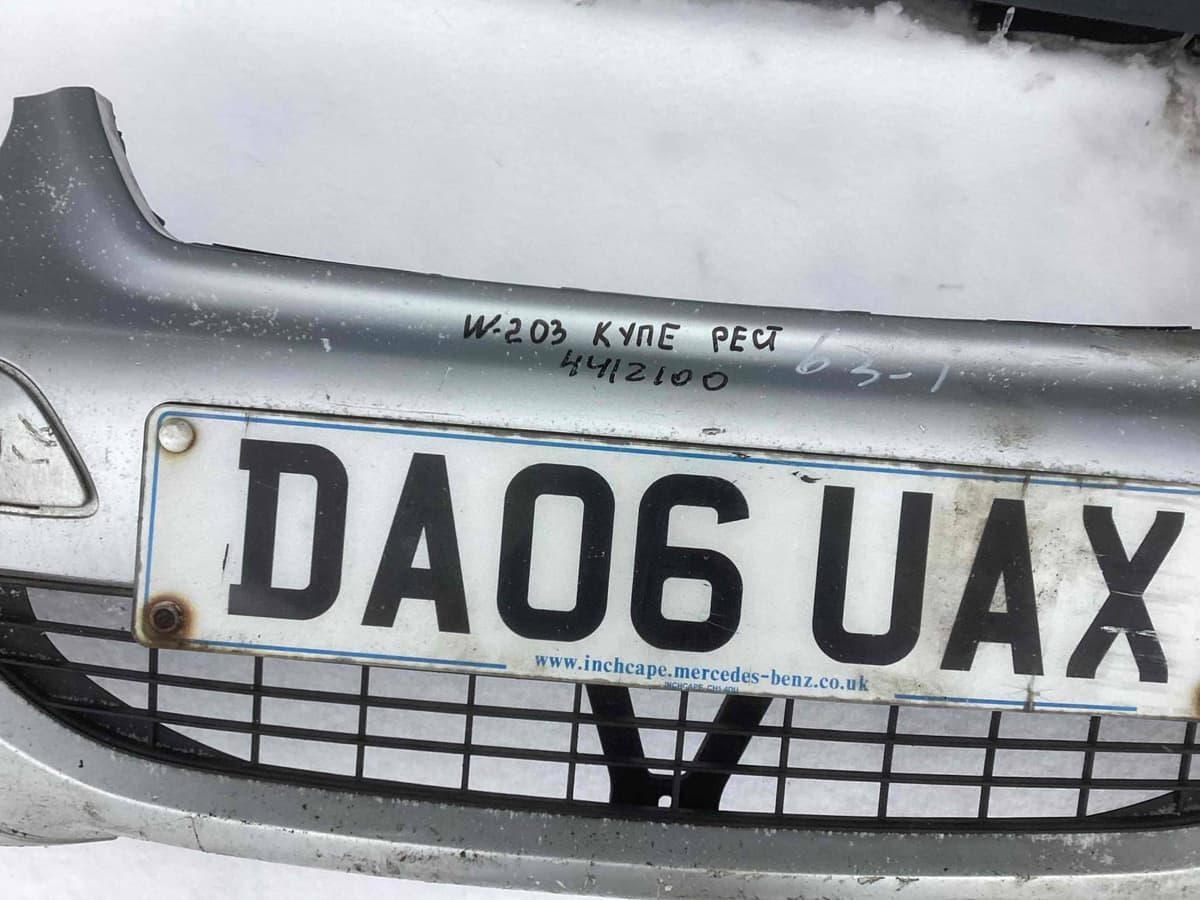 W-203 КУПЕ РЕСТ
4412100
63-1
DA06 UAX
www.inchcape.mercedes-benz.co.uk